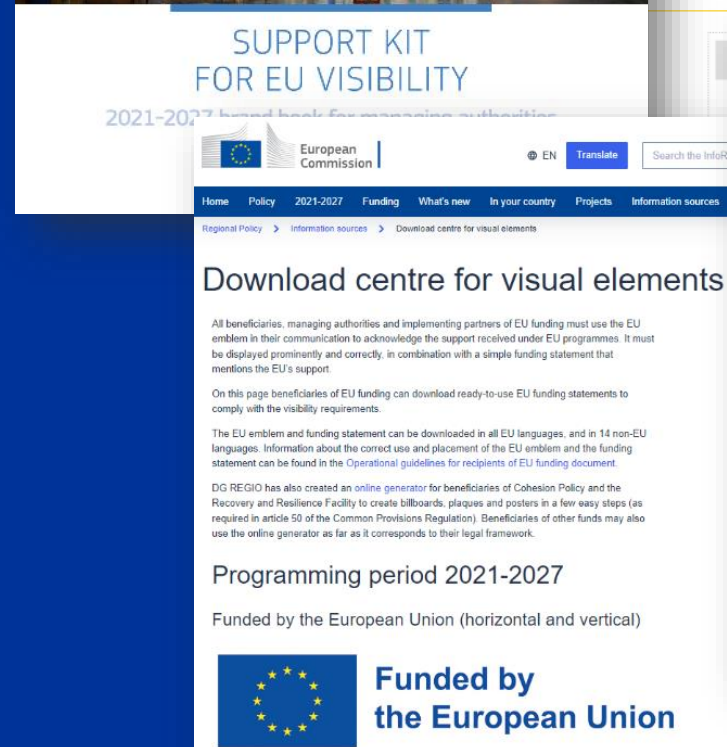 SUPPORT KIT
FOR EU VISIBILITY
2021-2027 brand book for managing authorities
European
Commission
EN
Translate
Search the InfoR
Home Policy 2021-2027 Funding What's new In your country Projects Information sources
Regional Policy > Information sources > Download centre for visual elements
Download centre for visual elements
All beneficiaries, managing authorities and implementing partners of EU funding must use the EU
emblem in their communication to acknowledge the support received under EU programmes. It must
be displayed prominently and correctly, in combination with a simple funding statement that
mentions the EU's support.
On this page beneficiaries of EU funding can download ready-to-use EU funding statements to
comply with the visibility requirements.
The EU emblem and funding statement can be downloaded in all EU languages, and in 14 non-EU
languages. Information about the correct use and placement of the EU emblem and the funding
statement can be found in the Operational guidelines for recipients of EU funding document.
DG REGIO has also created an online generator for beneficiaries of Cohesion Policy and the
Recovery and Resilience Facility to create billboards, plaques and posters in a few easy steps (as
required in article 50 of the Common Provisions Regulation). Beneficiaries of other funds may also
use the online generator as far as it corresponds to their legal framework.
Programming period 2021-2027
Funded by the European Union (horizontal and vertical)
Funded by
the European Union